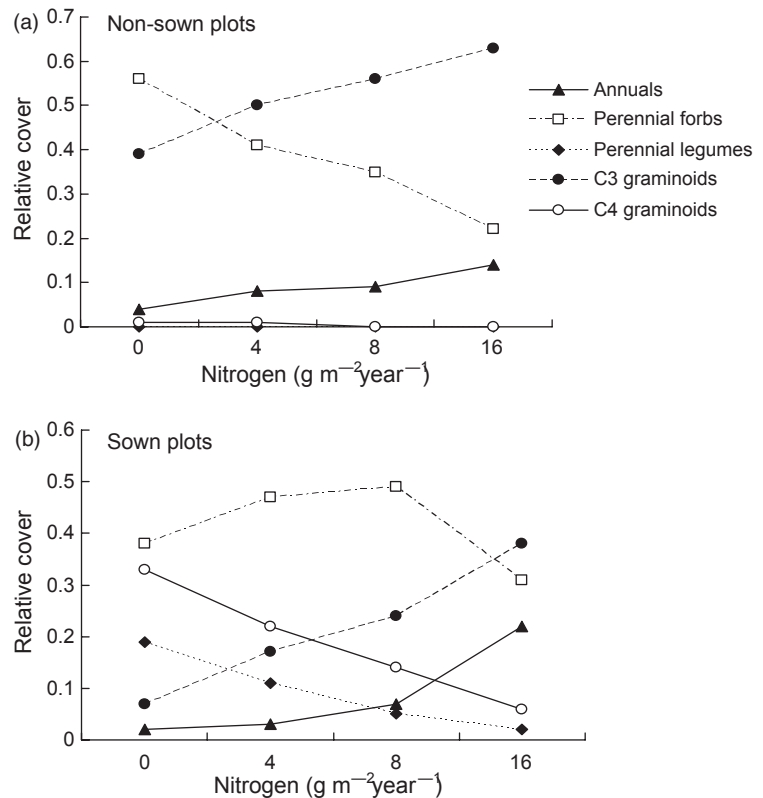 (a) Non-sown plots
0.7
0.6
0.5
0.4
0.3
0.2
0.1
0
Relative cover
Annuals
Perennial forbs
Perennial legumes
C3 graminoids
C4 graminoids
0 4 8 16
Nitrogen (g m—2year—1)
(b) Sown plots
0.6
0.5
0.4
0.3
0.2
0.1
0
Relative cover
0 4 8 16
Nitrogen (g m—2year—1)